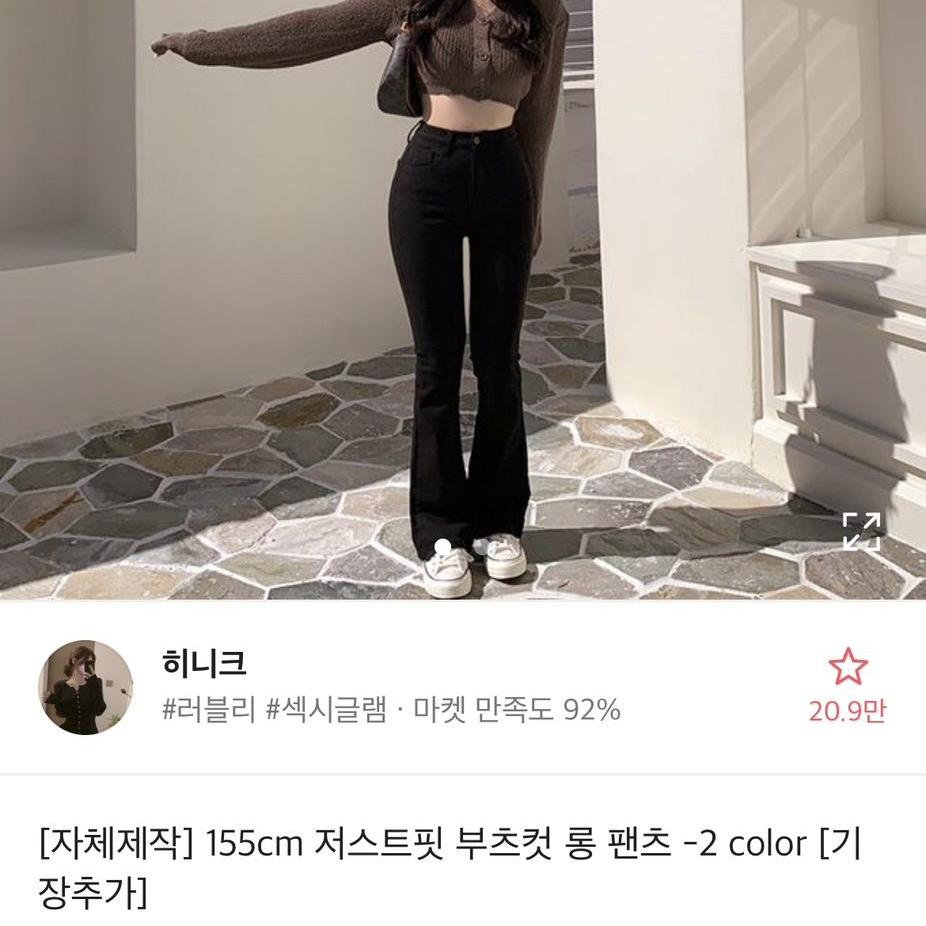 히니크
#러블리 #섹시글램 · 마켓 만족도 92%
20.9만
[자체제작] 155cm 저스트핏 부츠컷 롱 팬츠 -2 color [기
장추가]